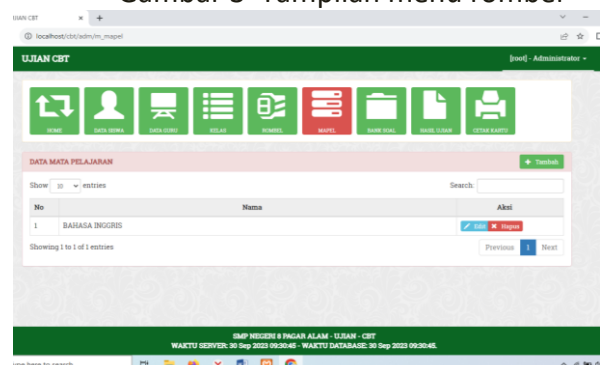 Gambar 8 Tampilan menu rombel
UJIAN CBT × +
localhost/cbt/adm/m_mapel
UJIAN CBT [root] - Administrator
HOME DATA SISWA DATA GURU KELAS ROMBEL MAPEL BANK SOAL HASIL UJIAN CETAK KARTU
DATA MATA PELAJARAN + Tambah
Show 10 entries Search:
No Nama Aksi
1 BAHASA INGGRIS Edit × Hapus
Showing 1 to 1 of 1 entries Previous 1 Next
SMP NEGERI 8 PAGAR ALAM - UJIAN - CBT
WAKTU SERVER: 30 Sep 2023 09:30:45 - WAKTU DATABASE: 30 Sep 2023 09:30:45.
here to search